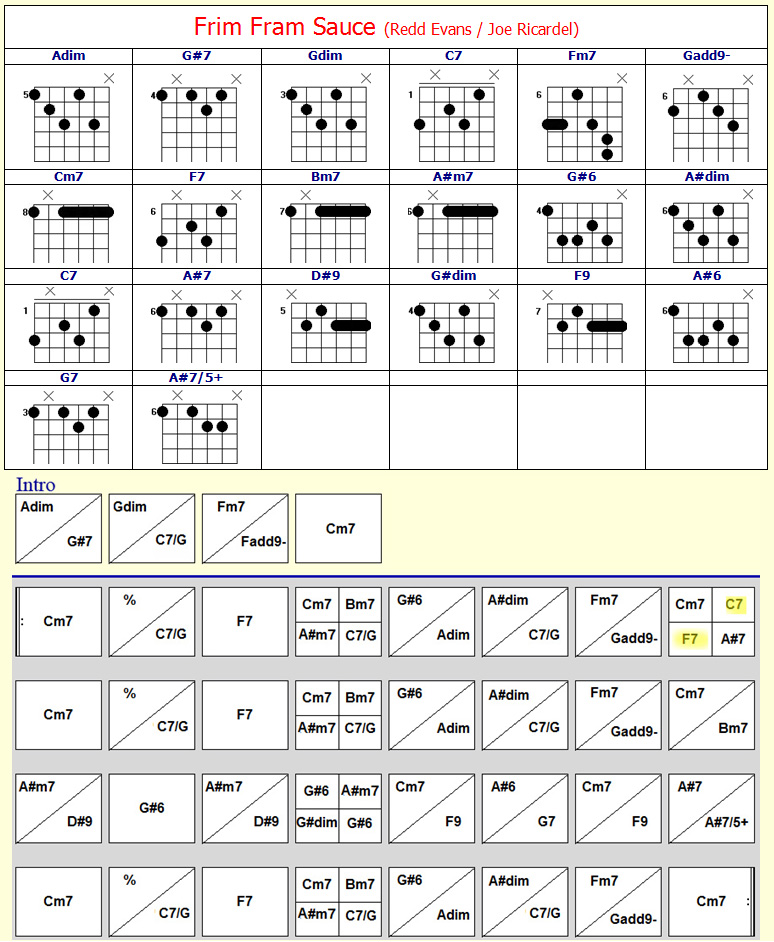 Frim Fram Sauce (Redd Evans / Joe Ricardel)
Adim G#7 Gdim C7 Fm7 Gadd9-
5 4 3 1 6 6
Cm7 F7 Bm7 A#m7 G#6 A#dim
8 6 7 6 4 6
C7 A#7 D#9 G#dim F9 A#6
1 6 5 4 7 6
G7 A#7/5+
3 6
Intro
Adim G#7 Gdim C7/G Fm7 Fadd9- Cm7
: Cm7 % C7/G F7 Cm7 Bm7 A#m7 C7/G G#6 Adim A#dim C7/G Fm7 Gadd9- Cm7 C7 F7 A#7
Cm7 % C7/G F7 Cm7 Bm7 A#m7 C7/G G#6 Adim A#dim C7/G Fm7 Gadd9- Cm7 Bm7
A#m7 D#9 G#6 A#m7 D#9 G#6 A#m7 G#dim G#6 Cm7 F9 A#6 G7 Cm7 F9 A#7 A#7/5+
Cm7 % C7/G F7 Cm7 Bm7 A#m7 C7/G G#6 Adim A#dim C7/G Fm7 Gadd9- Cm7 :